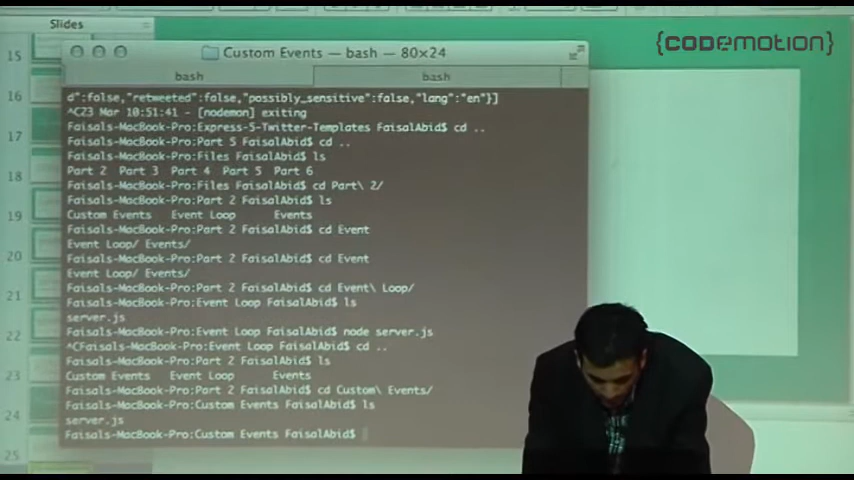 Slides
{CODEMOTION}
Custom Events — bash — 80×24
bash
bash
d":false,"retweeted":false,"possibly_sensitive":false,"lang":"en"}]
^C23 Mar 10:51:41 - [nodemon] exiting
Faisals-MacBook-Pro:Express-5-Twitter-Templates FaisalAbid$ cd ..
Faisals-MacBook-Pro:Part 5 FaisalAbid$ cd ..
Faisals-MacBook-Pro:Files FaisalAbid$ ls
Part 2 Part 3 Part 4 Part 5 Part 6
Faisals-MacBook-Pro:Files FaisalAbid$ cd Part\ 2/
Faisals-MacBook-Pro:Part 2 FaisalAbid$ ls
Custom Events Event Loop Events
Faisals-MacBook-Pro:Part 2 FaisalAbid$ cd Event
Event Loop/ Events/
Faisals-MacBook-Pro:Part 2 FaisalAbid$ cd Event
Event Loop/ Events/
Faisals-MacBook-Pro:Part 2 FaisalAbid$ cd Event\ Loop/
Faisals-MacBook-Pro:Event Loop FaisalAbid$ ls
server.js
Faisals-MacBook-Pro:Event Loop FaisalAbid$ node server.js
^CFaisals-MacBook-Pro:Event Loop FaisalAbid$ cd ..
Faisals-MacBook-Pro:Part 2 FaisalAbid$ ls
Custom Events Event Loop Events
Faisals-MacBook-Pro:Part 2 FaisalAbid$ cd Custom\ Events/
Faisals-MacBook-Pro:Custom Events FaisalAbid$ ls
server.js
Faisals-MacBook-Pro:Custom Events FaisalAbid$
15
16
17
18
19
20
21
22
23
24
25